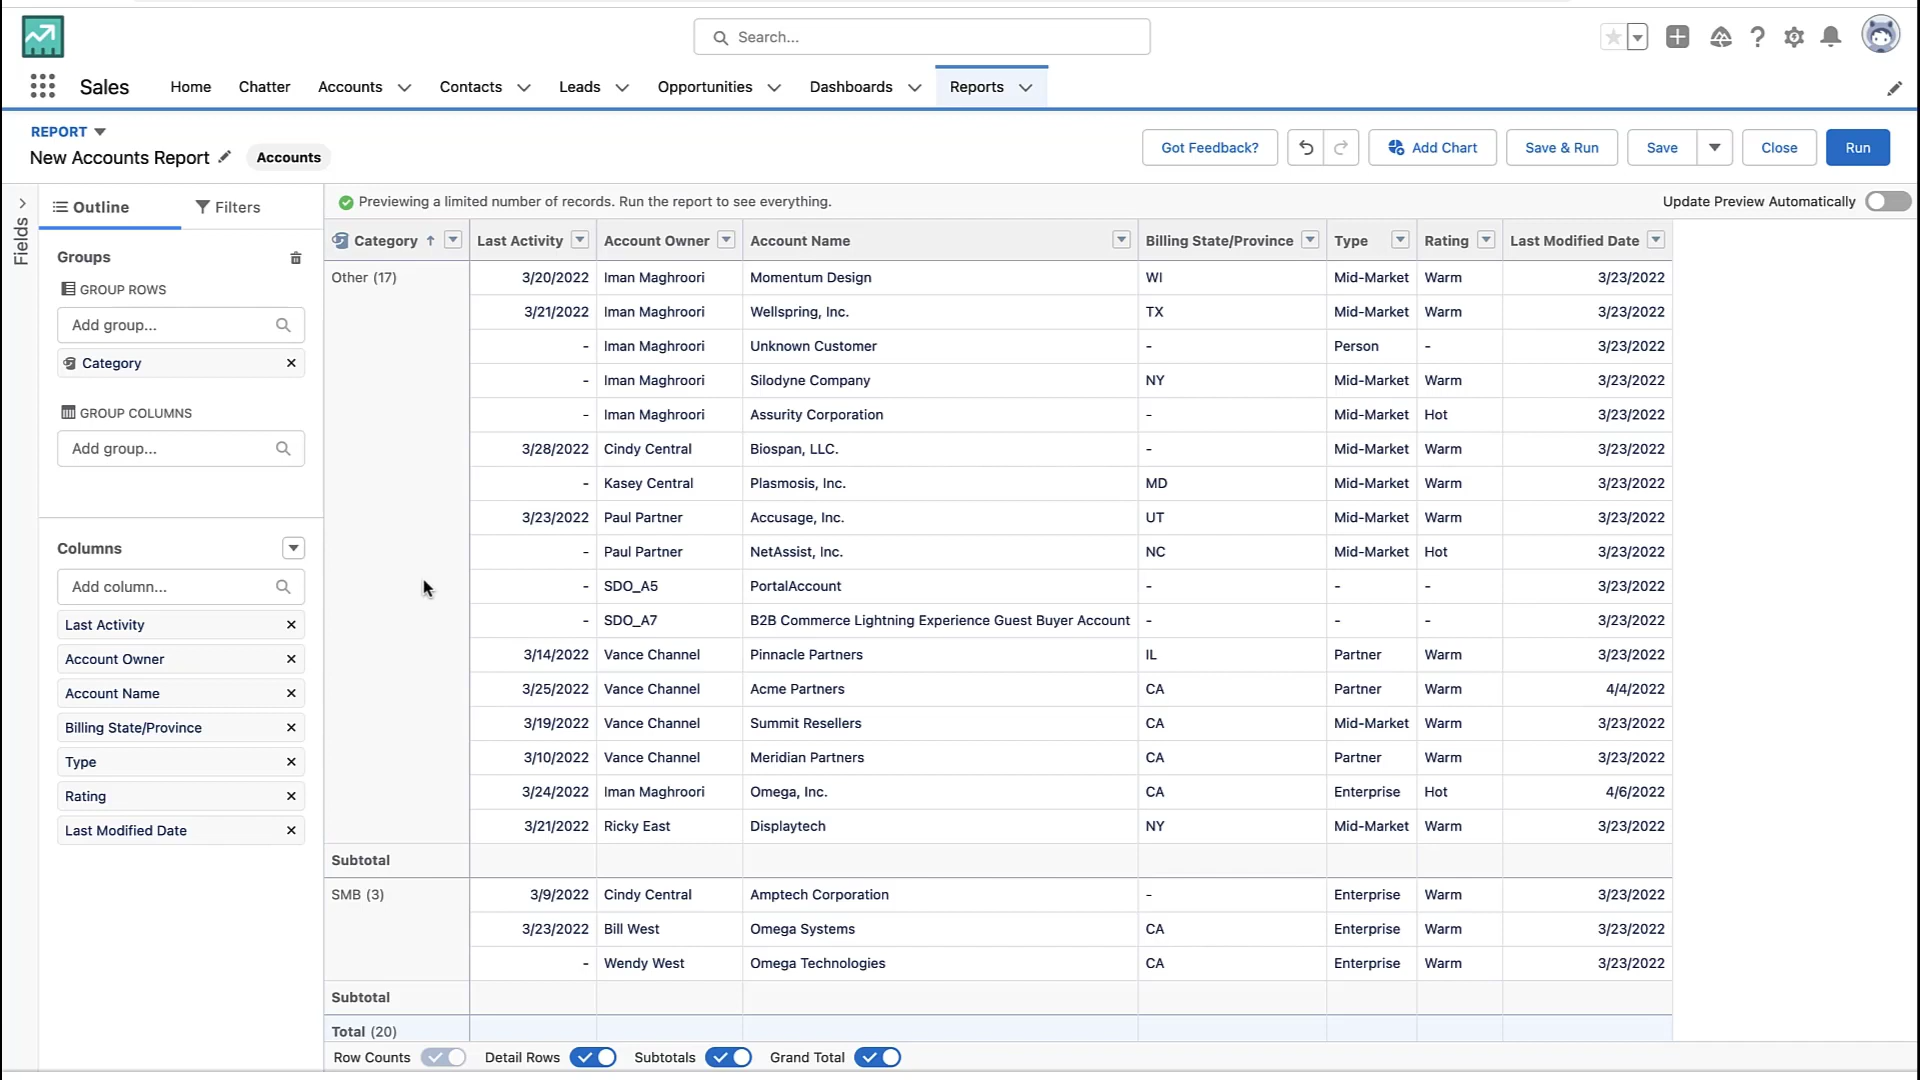 Search...
Sales Home Chatter Accounts Contacts Leads Opportunities Dashboards Reports
REPORT
New Accounts Report Accounts Got Feedback? Add Chart Save & Run Save Close Run
Fields
Outline Filters
Groups
GROUP ROWS
Add group...
Category
GROUP COLUMNS
Add group...
Columns
Add column...
Last Activity
Account Owner
Account Name
Billing State/Province
Type
Rating
Last Modified Date
Previewing a limited number of records. Run the report to see everything. Update Preview Automatically
Category Last Activity Account Owner Account Name Billing State/Province Type Rating Last Modified Date
Other (17) 3/20/2022 Iman Maghroori Momentum Design WI Mid-Market Warm 3/23/2022
3/21/2022 Iman Maghroori Wellspring, Inc. TX Mid-Market Warm 3/23/2022
- Iman Maghroori Unknown Customer - Person - 3/23/2022
- Iman Maghroori Silodyne Company NY Mid-Market Warm 3/23/2022
- Iman Maghroori Assurity Corporation - Mid-Market Hot 3/23/2022
3/28/2022 Cindy Central Biospan, LLC. - Mid-Market Warm 3/23/2022
- Kasey Central Plasmosis, Inc. MD Mid-Market Warm 3/23/2022
3/23/2022 Paul Partner Accusage, Inc. UT Mid-Market Warm 3/23/2022
- Paul Partner NetAssist, Inc. NC Mid-Market Hot 3/23/2022
- SDO_A5 PortalAccount - - - 3/23/2022
- SDO_A7 B2B Commerce Lightning Experience Guest Buyer Account - - - 3/23/2022
3/14/2022 Vance Channel Pinnacle Partners IL Partner Warm 3/23/2022
3/25/2022 Vance Channel Acme Partners CA Partner Warm 4/4/2022
3/19/2022 Vance Channel Summit Resellers CA Mid-Market Warm 3/23/2022
3/10/2022 Vance Channel Meridian Partners CA Partner Warm 3/23/2022
3/24/2022 Iman Maghroori Omega, Inc. CA Enterprise Hot 4/6/2022
3/21/2022 Ricky East Displaytech NY Mid-Market Warm 3/23/2022
Subtotal
SMB (3) 3/9/2022 Cindy Central Amptech Corporation - Enterprise Warm 3/23/2022
3/23/2022 Bill West Omega Systems CA Enterprise Warm 3/23/2022
- Wendy West Omega Technologies CA Enterprise Warm 3/23/2022
Subtotal
Total (20)
Row Counts Detail Rows Subtotals Grand Total